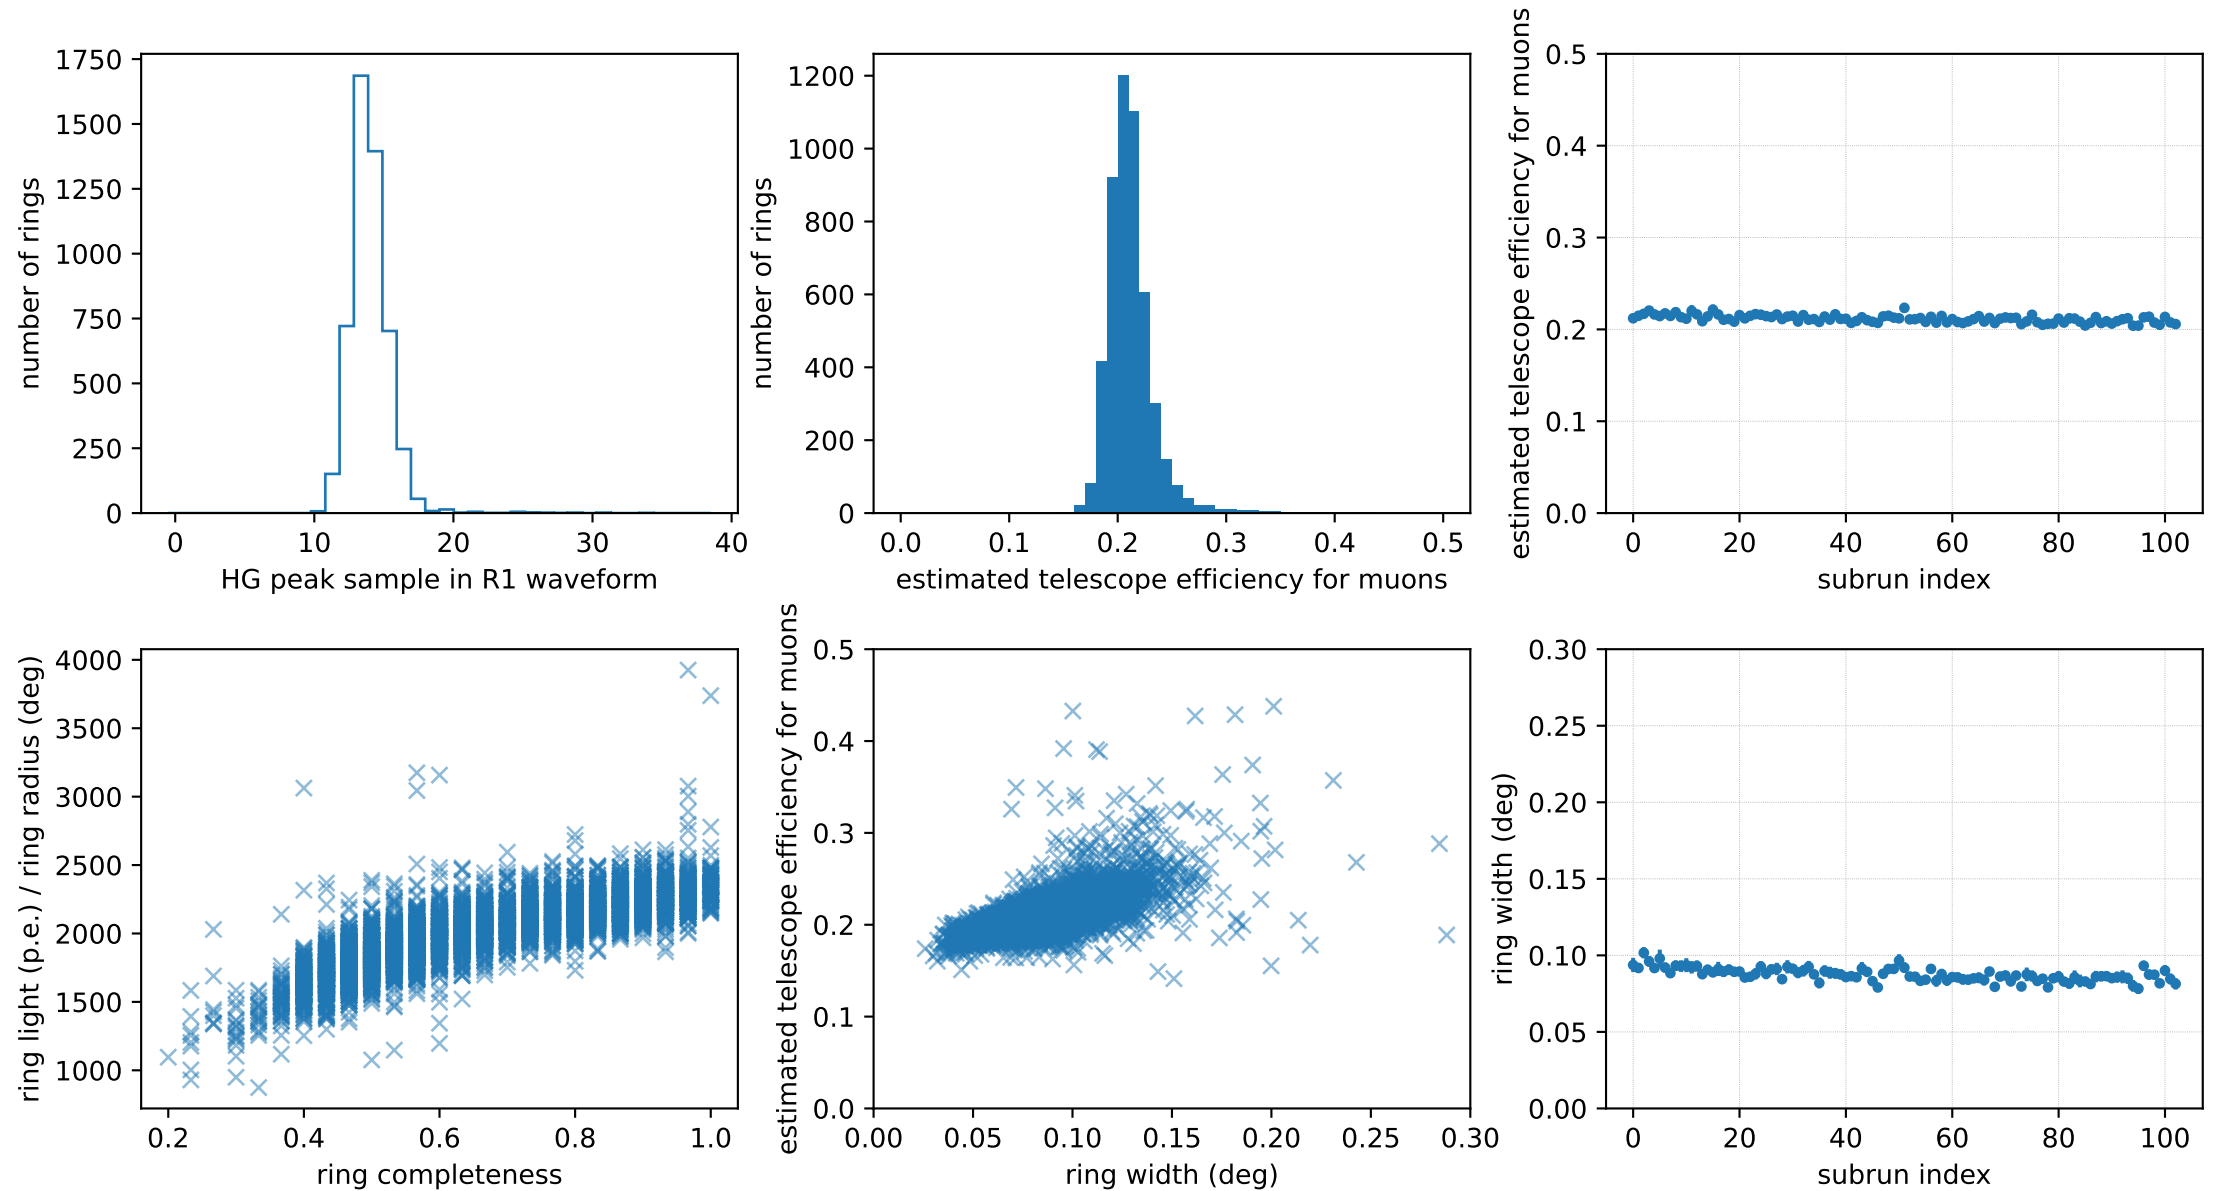 1750
1500
1250
1000
750
500
250
0
number of rings
0 10 20 30 40
HG peak sample in R1 waveform
1200
1000
800
600
400
200
0
number of rings
0.0 0.1 0.2 0.3 0.4 0.5
estimated telescope efficiency for muons
0.5
0.4
0.3
0.2
0.1
0.0
estimated telescope efficiency for muons
0 20 40 60 80 100
subrun index
4000
3500
3000
2500
2000
1500
1000
ring light (p.e.) / ring radius (deg)
0.2 0.4 0.6 0.8 1.0
ring completeness
0.5
0.4
0.3
0.2
0.1
0.0
estimated telescope efficiency for muons
0.00 0.05 0.10 0.15 0.20 0.25 0.30
ring width (deg)
0.30
0.25
0.20
0.15
0.10
0.05
0.00
ring width (deg)
0 20 40 60 80 100
subrun index